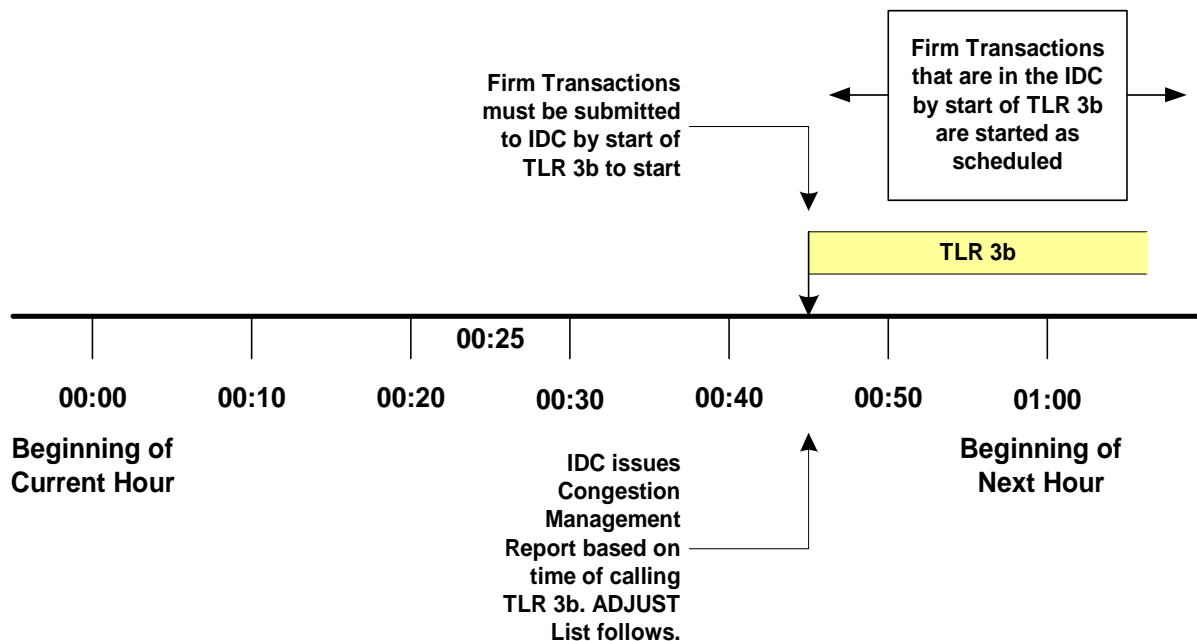 Firm Transactions
must be submitted
to IDC by start of
TLR 3b to start
Firm Transactions
that are in the IDC
by start of TLR 3b
are started as
scheduled
TLR 3b
00:25
00:00
00:10
00:20
00:30
00:40
00:50
01:00
Beginning of
Current Hour
IDC issues
Congestion
Management
Report based on
time of calling
TLR 3b. ADJUST
List follows.
Beginning of
Next Hour